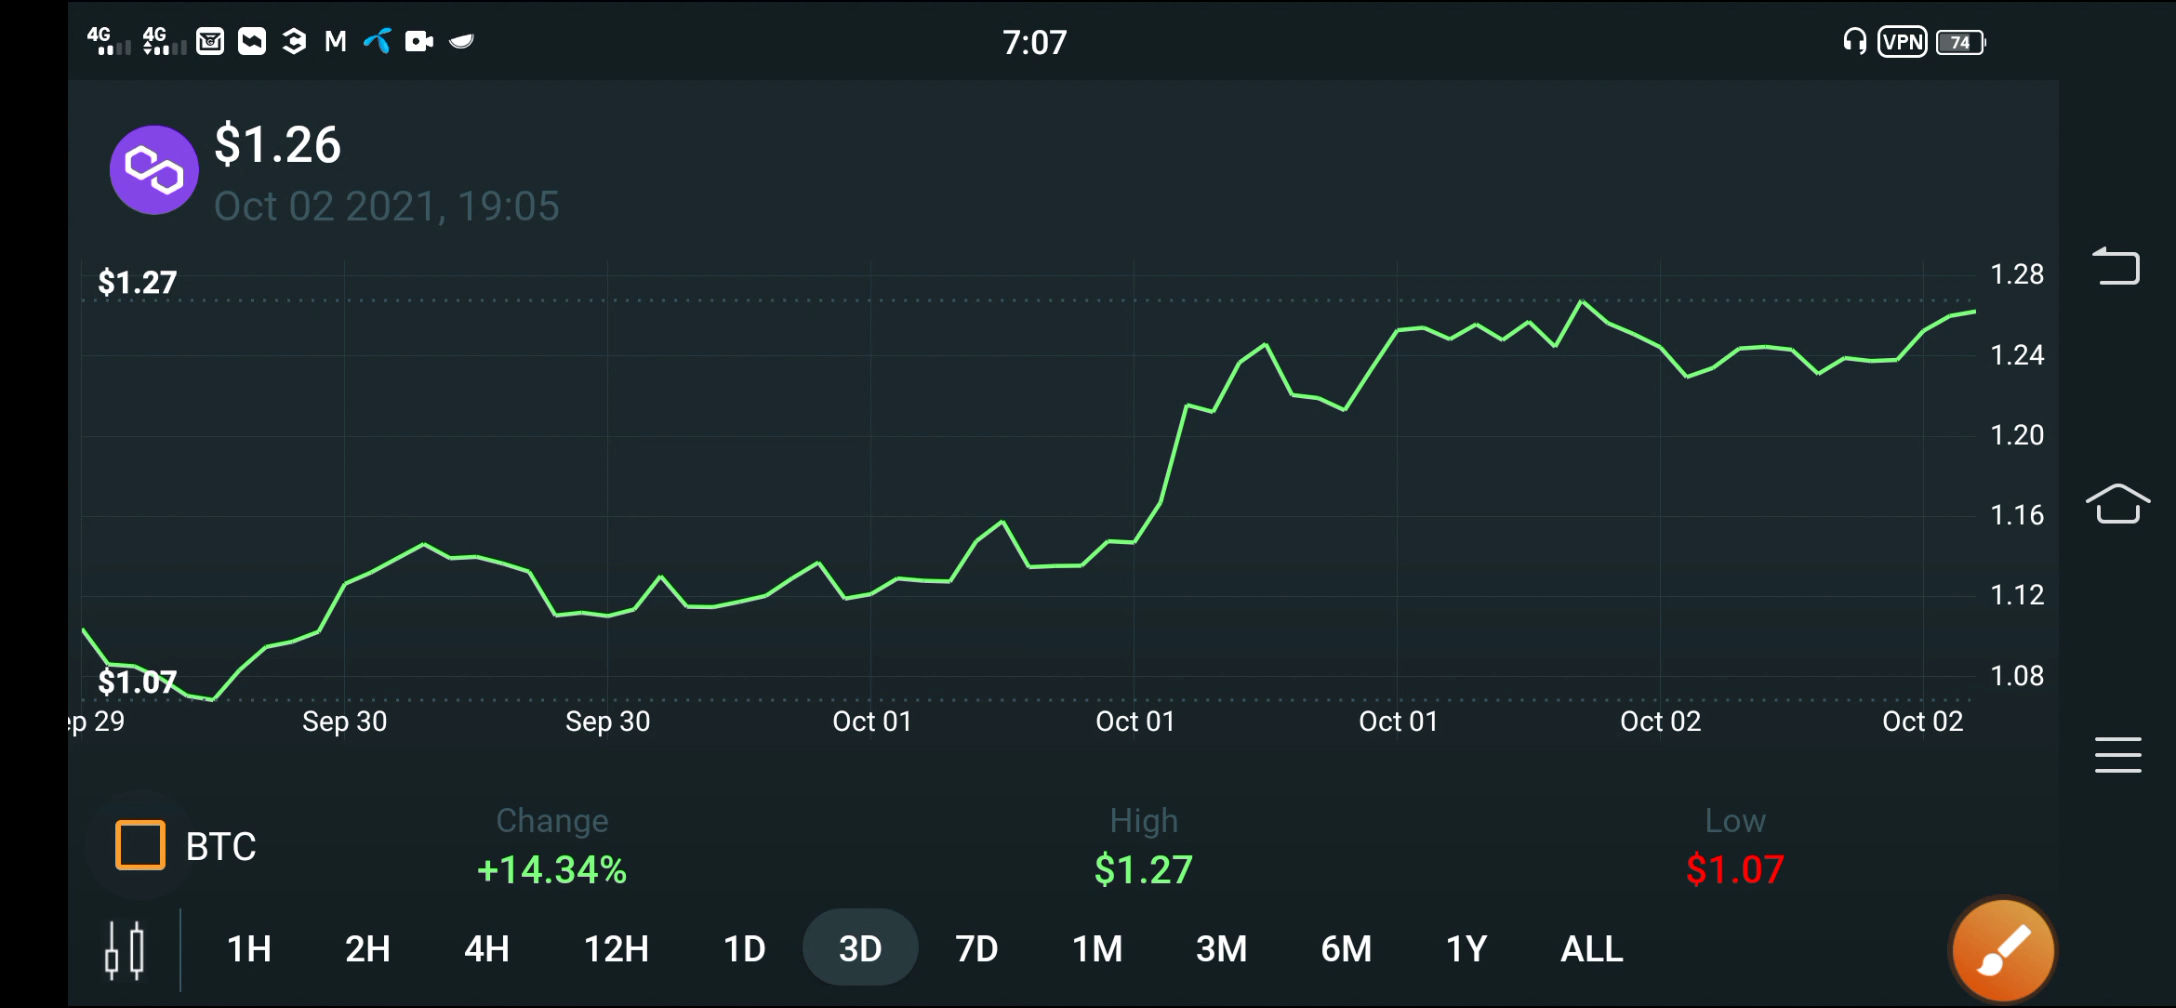 4G 4G M 7:07 VPN 74
$1.26
Oct 02 2021, 19:05
$1.27
1.28
1.24
1.20
1.16
1.12
$1.07
1.08
ep 29 Sep 30 Sep 30 Oct 01 Oct 01 Oct 01 Oct 02 Oct 02
Change High Low
BTC +14.34% $1.27 $1.07
1H 2H 4H 12H 1D 3D 7D 1M 3M 6M 1Y ALL